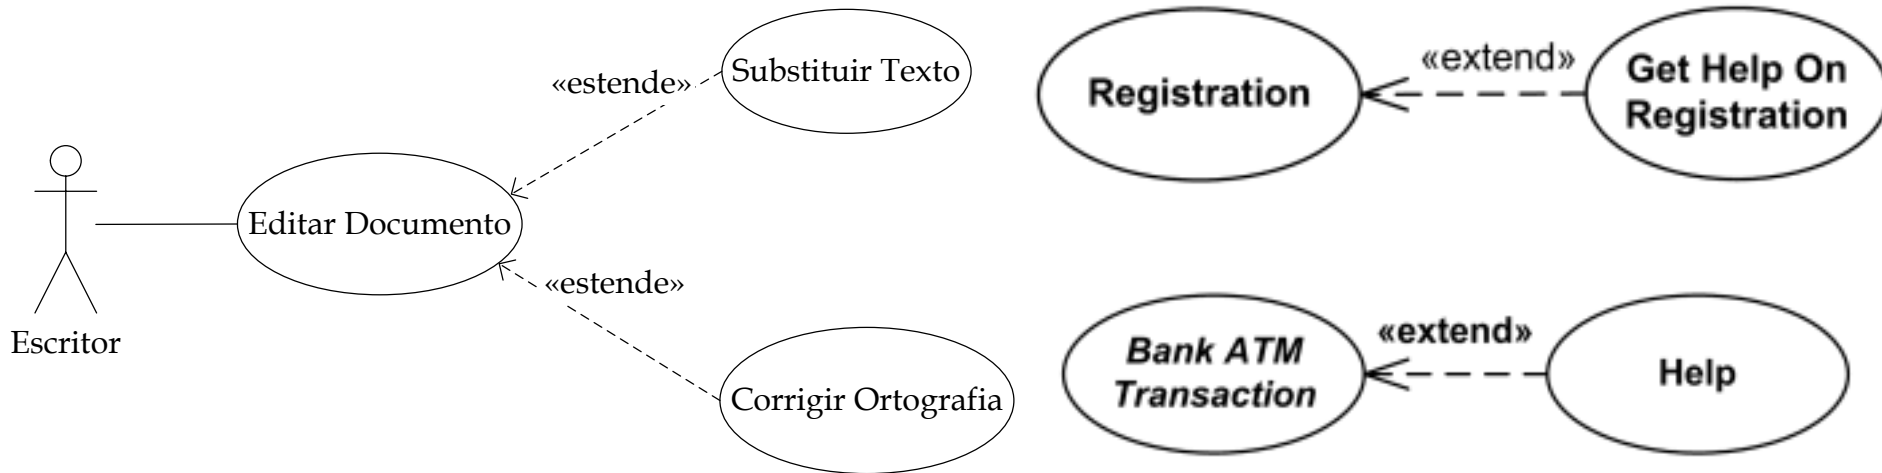 «estende»
Substituir Texto
Editar Documento
«estende»
Escritor
Corrigir Ortografia
Registration
«extend»
Get Help On
Registration
Bank ATM
Transaction
«extend»
Help